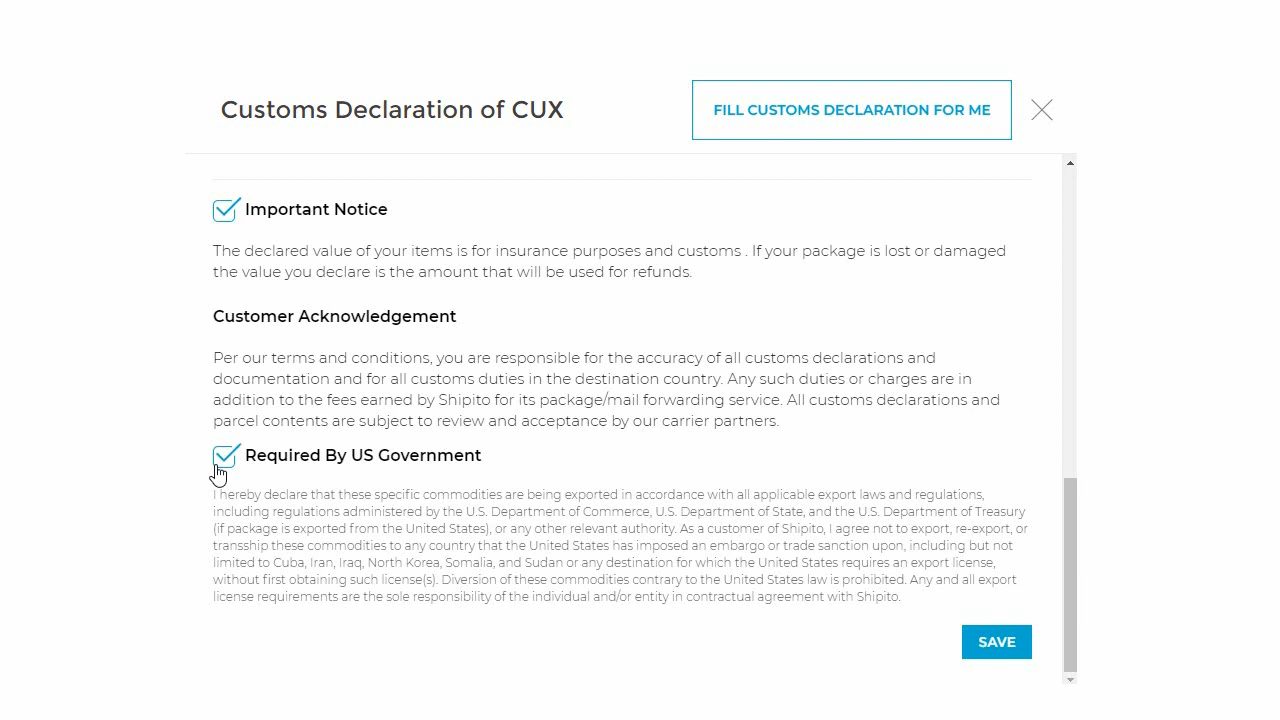 Customs Declaration of CUX
FILL CUSTOMS DECLARATION FOR ME
Important Notice
The declared value of your items is for insurance purposes and customs . If your package is lost or damaged
the value you declare is the amount that will be used for refunds.
Customer Acknowledgement
Per our terms and conditions, you are responsible for the accuracy of all customs declarations and
documentation and for all customs duties in the destination country. Any such duties or charges are in
addition to the fees earned by Shipito for its package/mail forwarding service. All customs declarations and
parcel contents are subject to review and acceptance by our carrier partners.
Required By US Government
I hereby declare that these specific commodities are being exported in accordance with all applicable export laws and regulations,
including regulations administered by the U.S. Department of Commerce, U.S. Department of State, and the U.S. Department of Treasury
(if package is exported from the United States), or any other relevant authority. As a customer of Shipito, I agree not to export, re-export, or
transship these commodities to any country that the United States has imposed an embargo or trade sanction upon, including but not
limited to Cuba, Iran, Iraq, North Korea, Somalia, and Sudan or any destination for which the United States requires an export license,
without first obtaining such license(s). Diversion of these commodities contrary to the United States law is prohibited. Any and all export
license requirements are the sole responsibility of the individual and/or entity in contractual agreement with Shipito.
SAVE